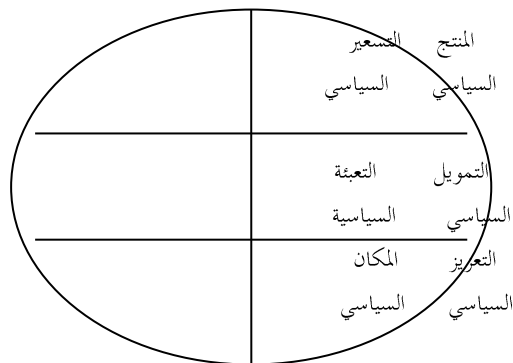 المنتج التسعير
السياسي السياسي
التمويل التعبئة
السياسي السياسية
التعزيز المكان
السياسي السياسي